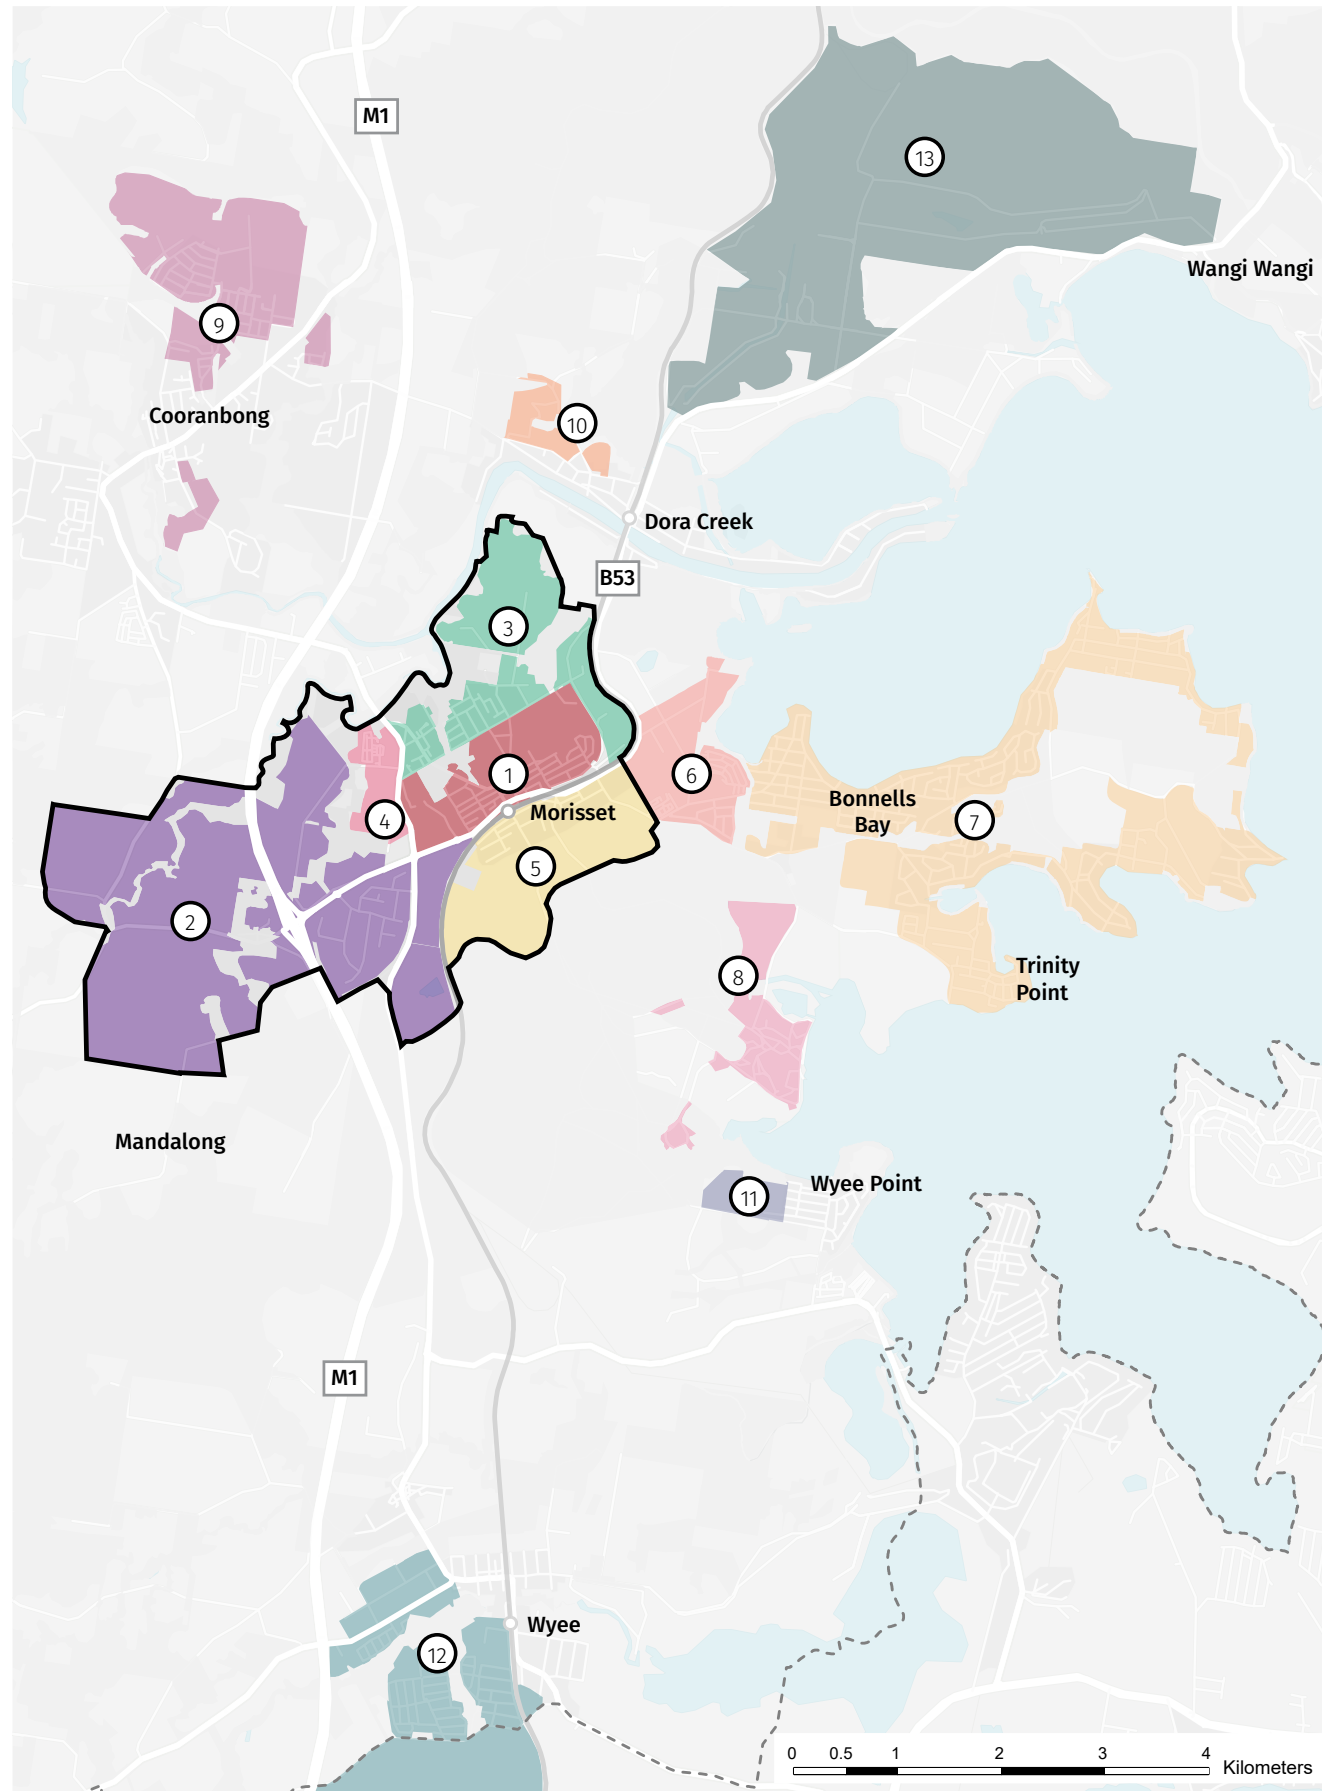 M1
13
Wangi Wangi
9
Cooranbong
10
Dora Creek
B53
3
1
6
Morisset
Bonnells
Bay
7
4
5
2
8
Trinity
Point
Mandalong
Wyee Point
11
M1
Wyee
12
0 0.5 1 2 3 4
Kilometers